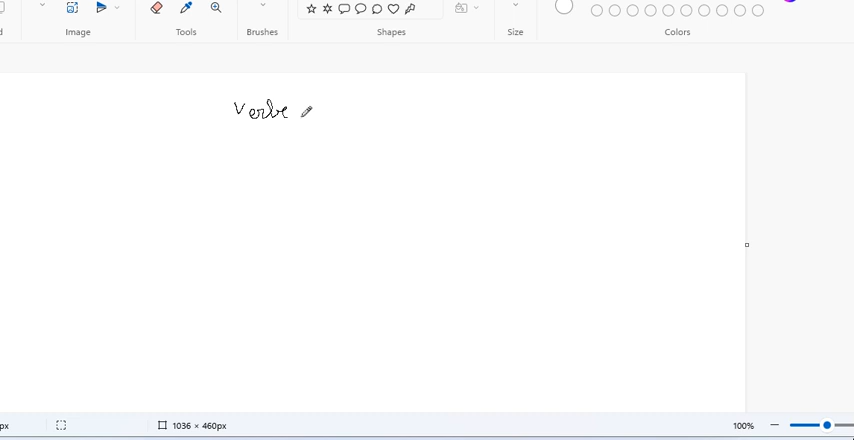 Image
Tools
Brushes
Shapes
Size
Colors
Verbe
px
1036 × 460px
100%